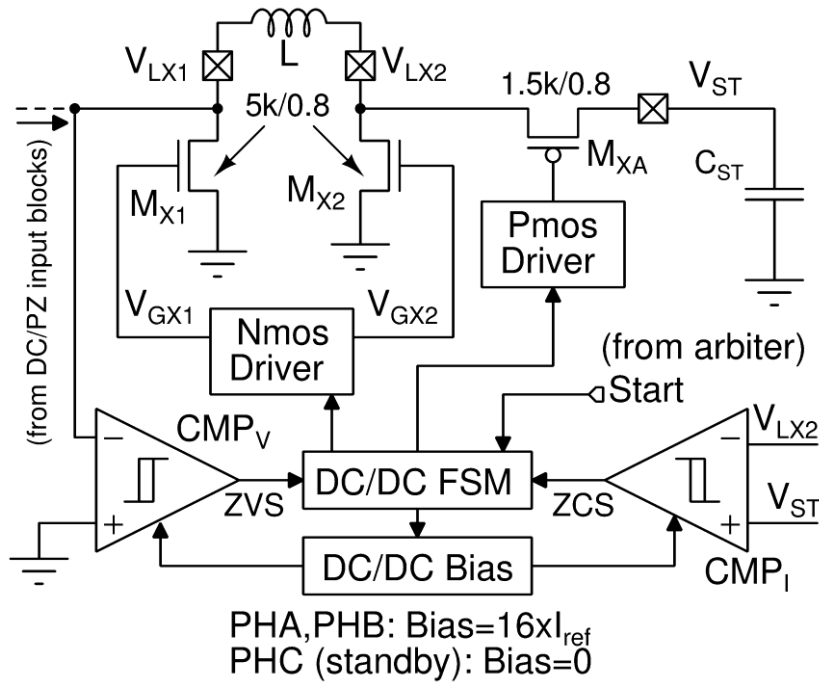 L
V_LX1
V_LX2
5k/0.8
1.5k/0.8
V_ST
M_X1
M_X2
M_XA
C_ST
(from DC/PZ input blocks)
Pmos
Driver
V_GX1
V_GX2
Nmos
Driver
(from arbiter)
Start
CMP_V
−
+
ZVS
DC/DC FSM
ZCS
−
+
V_LX2
V_ST
CMP_I
DC/DC Bias
PHA,PHB: Bias=16xI_ref
PHC (standby): Bias=0